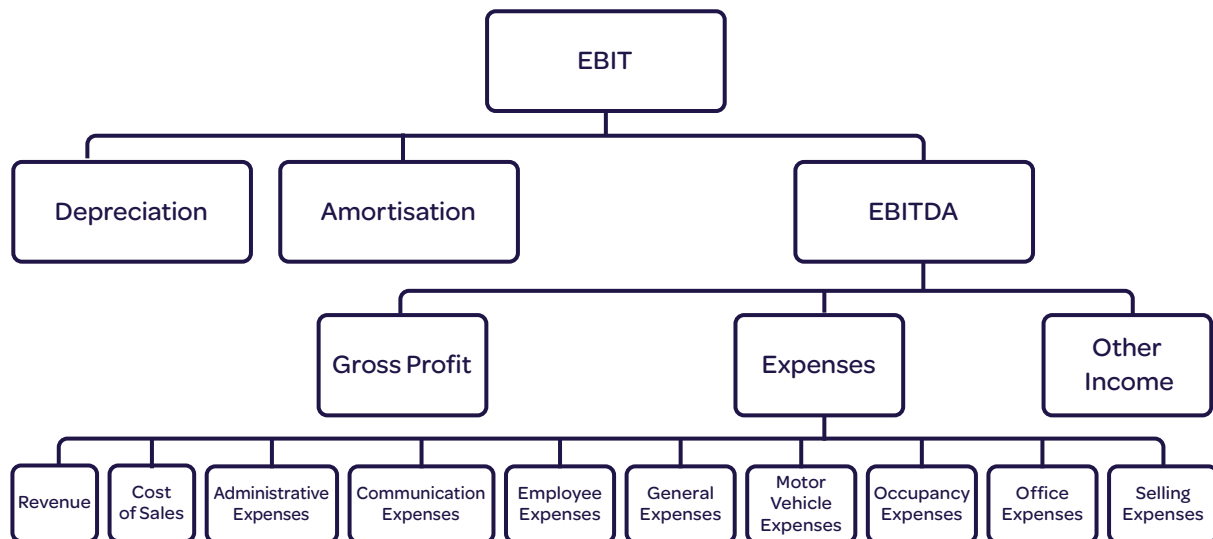 EBIT
Depreciation
Amortisation
EBITDA
Gross Profit
Expenses
Other
Income
Revenue
Cost
of Sales
Administrative
Expenses
Communication
Expenses
Employee
Expenses
General
Expenses
Motor
Vehicle
Expenses
Occupancy
Expenses
Office
Expenses
Selling
Expenses